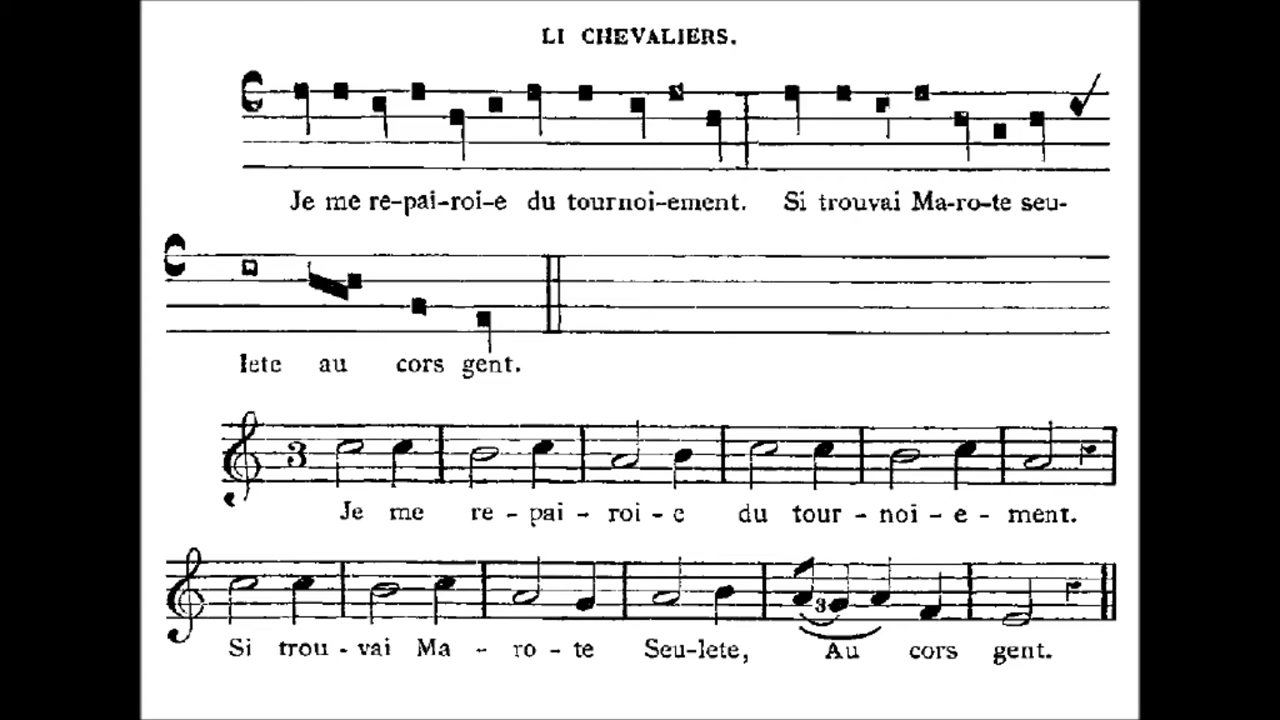 LI CHEVALIERS.
Je me re-pai-roi-e du tournoi-ement. Si trouvai Ma-ro-te seu-
lete au cors gent.
3
Je me re - pai - roi - e du tour - noi - e - ment.
3
Si trou - vai Ma - ro - te Seu-lete, Au cors gent.